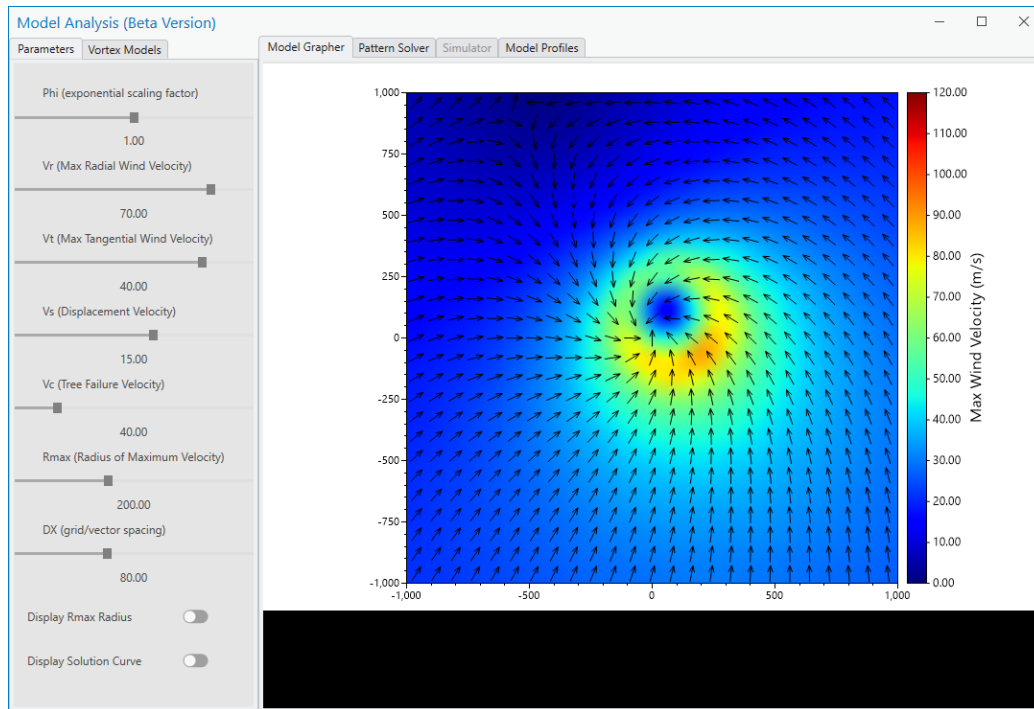 Model Analysis (Beta Version)
Parameters
Vortex Models
Model Grapher
Pattern Solver
Simulator
Model Profiles
Phi (exponential scaling factor)
1.00
Vr (Max Radial Wind Velocity)
70.00
Vt (Max Tangential Wind Velocity)
40.00
Vs (Displacement Velocity)
15.00
Vc (Tree Failure Velocity)
40.00
Rmax (Radius of Maximum Velocity)
200.00
DX (grid/vector spacing)
80.00
Display Rmax Radius
Display Solution Curve
1,000
750
500
250
0
-250
-500
-750
-1,000
-1,000
-500
0
500
1,000
120.00
110.00
100.00
90.00
80.00
70.00
60.00
50.00
40.00
30.00
20.00
10.00
0.00
Max Wind Velocity (m/s)